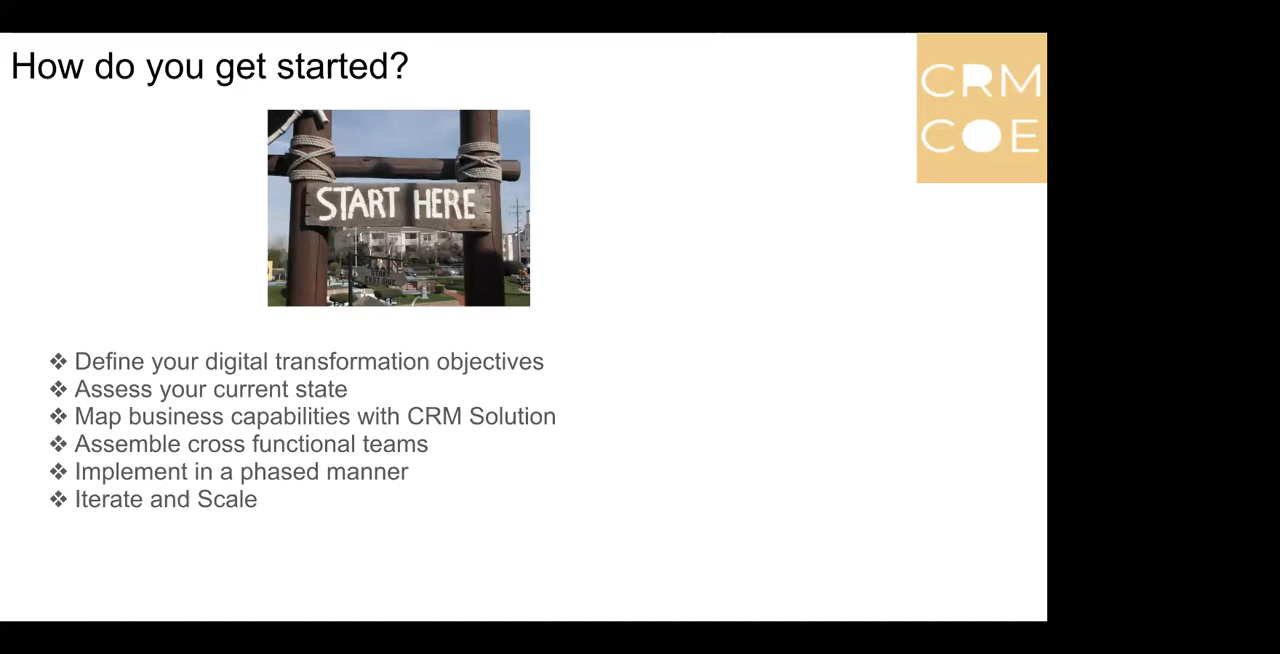 How do you get started?
CRM
COE
START HERE
❖ Define your digital transformation objectives
❖ Assess your current state
❖ Map business capabilities with CRM Solution
❖ Assemble cross functional teams
❖ Implement in a phased manner
❖ Iterate and Scale